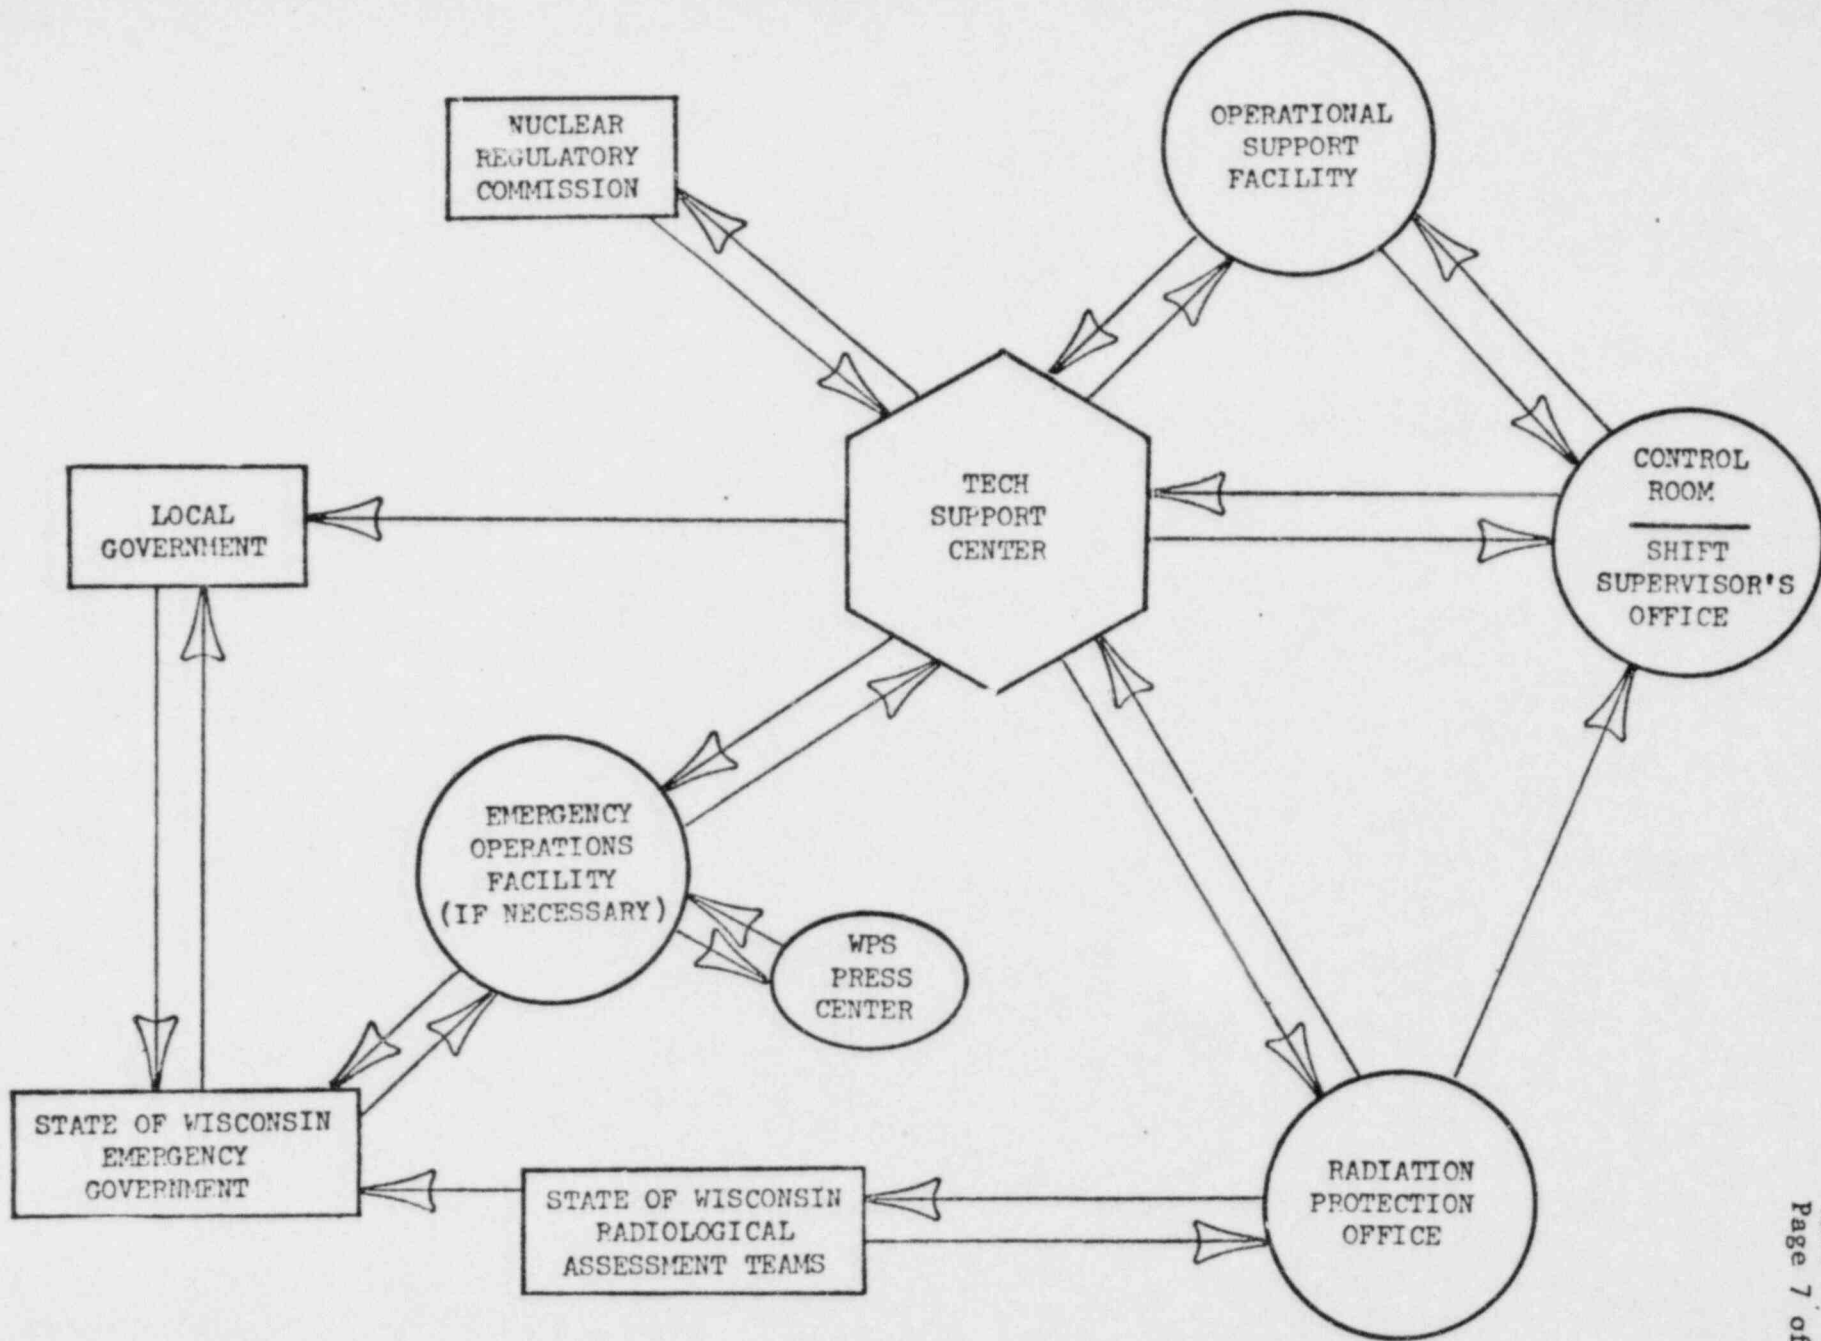 NUCLEAR
REGULATORY
COMMISSION
OPERATIONAL
SUPPORT
FACILITY
TECH
SUPPORT
CENTER
CONTROL
ROOM
SHIFT
SUPERVISOR'S
OFFICE
LOCAL
GOVERNMENT
EMERGENCY
OPERATIONS
FACILITY
(IF NECESSARY)
WPS
PRESS
CENTER
STATE OF WISCONSIN
EMERGENCY
GOVERNMENT
STATE OF WISCONSIN
RADIOLOGICAL
ASSESSMENT TEAMS
RADIATION
PROTECTION
OFFICE
Page 7 of